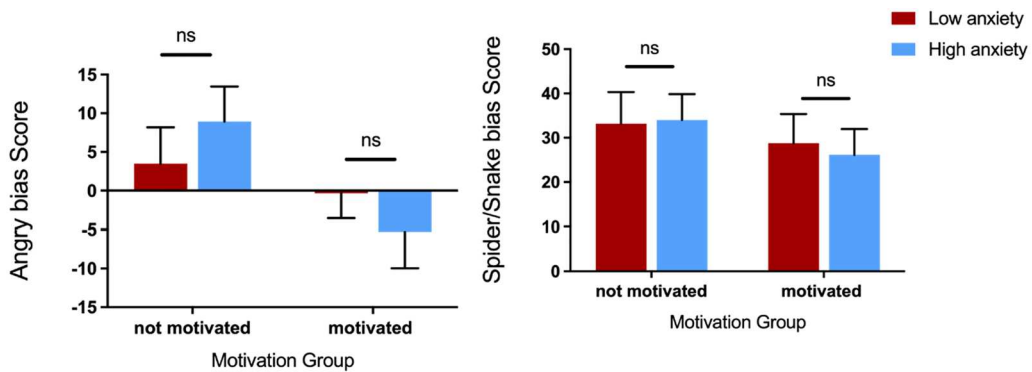 ns
ns
Angry bias Score
15
10
5
0
-5
-10
-15
not motivated
motivated
Motivation Group
Low anxiety
High anxiety
ns
ns
Spider/Snake bias Score
50
40
30
20
10
0
not motivated
motivated
Motivation Group